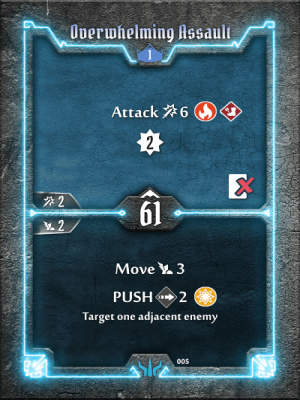 Overwhelming Assault
1
Attack 6
2
2
61
2
Move 3
PUSH 2
Target one adjacent enemy
005